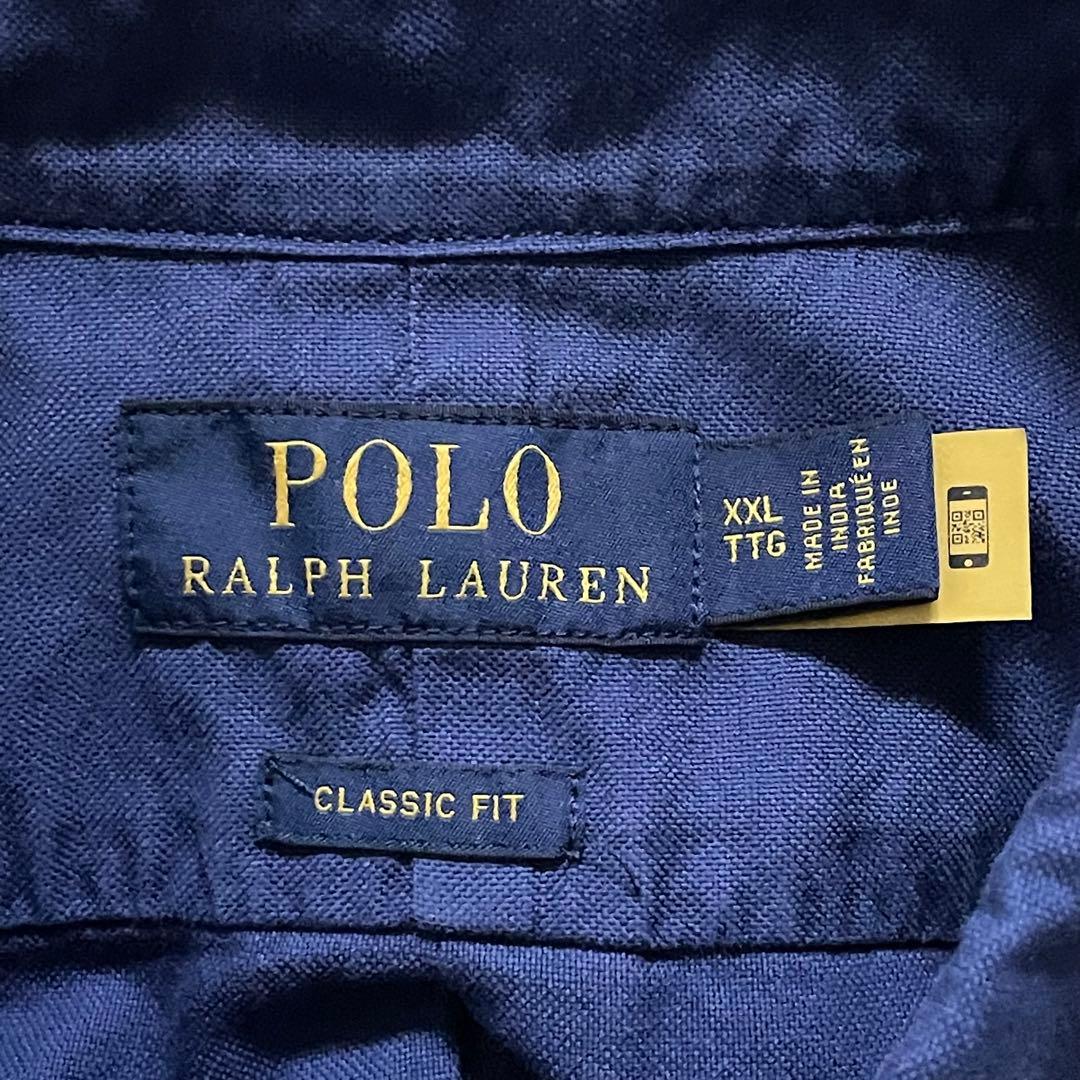 POLO
RALPH LAUREN
XXL
TTG
MADE IN
INDIA
FABRIQUÉ EN
INDE
CLASSIC FIT